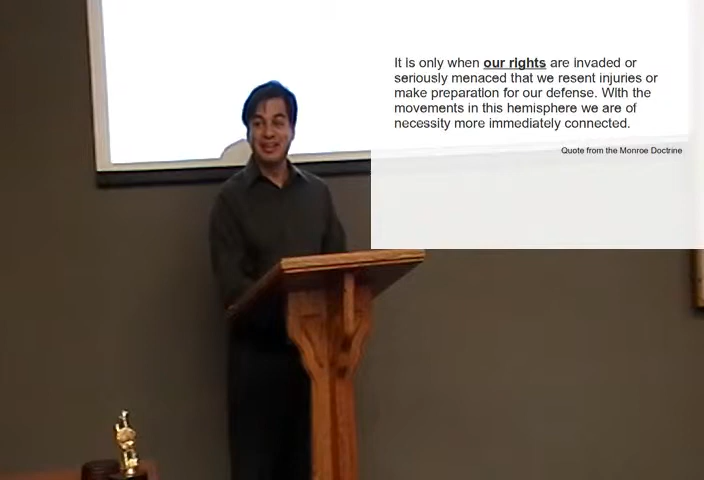 It is only when our rights are invaded or
seriously menaced that we resent injuries or
make preparation for our defense. With the
movements in this hemisphere we are of
necessity more immediately connected.
Quote from the Monroe Doctrine